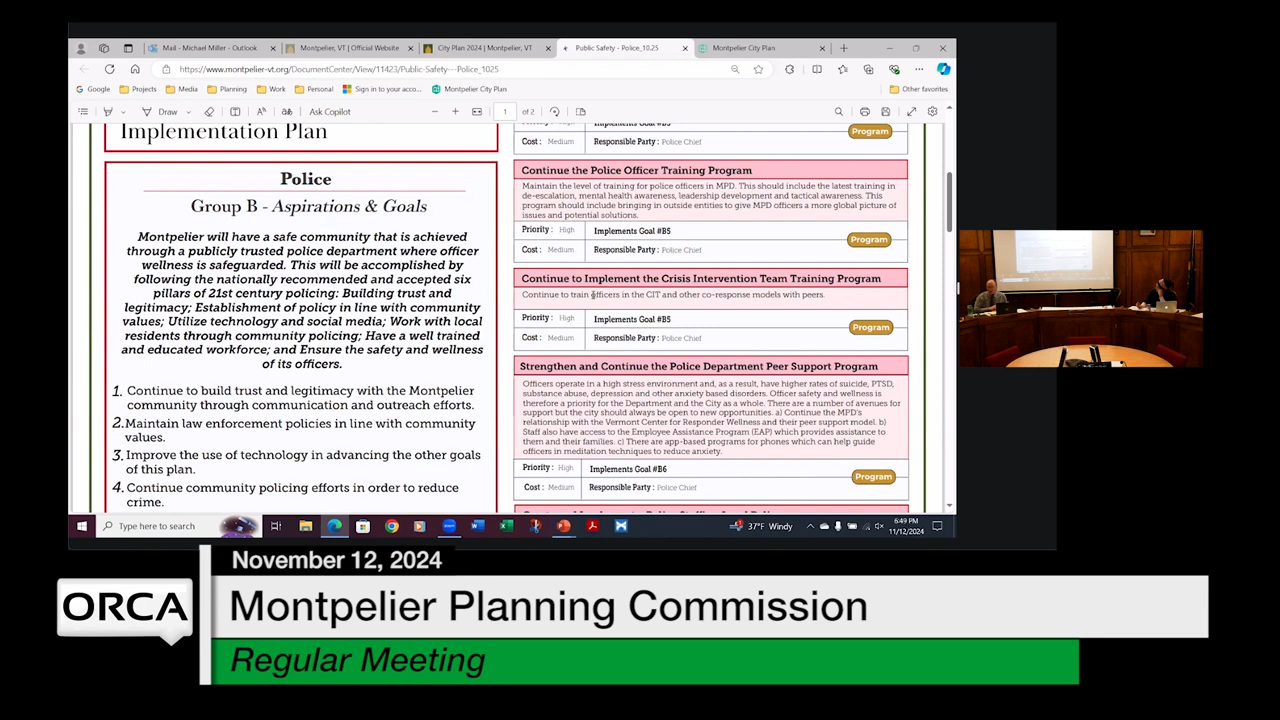 Mail - Michael Miller - Outlook
Montpelier, VT | Official Website
City Plan 2024 | Montpelier, VT
Public Safety - Police_10.25
Montpelier City Plan
https://www.montpelier-vt.org/DocumentCenter/View/11423/Public-Safety---Police_1025
Google
Projects
Media
Planning
Work
Personal
Sign in to your acco...
Montpelier City Plan
Other favorites
Draw
Ask Copilot
1 of 2
Implementation Plan
Police
Group B - Aspirations & Goals
Montpelier will have a safe community that is achieved
through a publicly trusted police department where officer
wellness is safeguarded. This will be accomplished by
following the nationally recommended and accepted six
pillars of 21st century policing: Building trust and
legitimacy; Establishment of policy in line with community
values; Utilize technology and social media; Work with local
residents through community policing; Have a well trained
and educated workforce; and Ensure the safety and wellness
of its officers.
1. Continue to build trust and legitimacy with the Montpelier
community through communication and outreach efforts.
2. Maintain law enforcement policies in line with community
values.
3. Improve the use of technology in advancing the other goals
of this plan.
4. Continue community policing efforts in order to reduce
crime.
Implements Goal #B5
Program
Cost: Medium
Responsible Party: Police Chief
Continue the Police Officer Training Program
Maintain the level of training for police officers in MPD. This should include the latest training in
de-escalation, mental health awareness, leadership development and tactical awareness. This
program should include bringing in outside entities to give MPD officers a more global picture of
issues and potential solutions.
Priority: High
Implements Goal #B5
Program
Cost: Medium
Responsible Party: Police Chief
Continue to Implement the Crisis Intervention Team Training Program
Continue to train officers in the CIT and other co-response models with peers.
Priority: High
Implements Goal #B5
Program
Cost: Medium
Responsible Party: Police Chief
Strengthen and Continue the Police Department Peer Support Program
Officers operate in a high stress environment and, as a result, have higher rates of suicide, PTSD,
substance abuse, depression and other anxiety based disorders. Officer safety and wellness is
therefore a priority for the Department and the City as a whole. There are a number of avenues for
support but the city should always be open to new opportunities. a) Continue the MPD's
relationship with the Vermont Center for Responder Wellness and their peer support model. b)
Staff also have access to the Employee Assistance Program (EAP) which provides assistance to
them and their families. c) There are app-based programs for phones which can help guide
officers in meditation techniques to reduce anxiety.
Priority: High
Implements Goal #B6
Program
Cost: Medium
Responsible Party: Police Chief
Type here to search
37°F Windy
6:49 PM
11/12/2024
November 12, 2024
ORCA
Montpelier Planning Commission
Regular Meeting